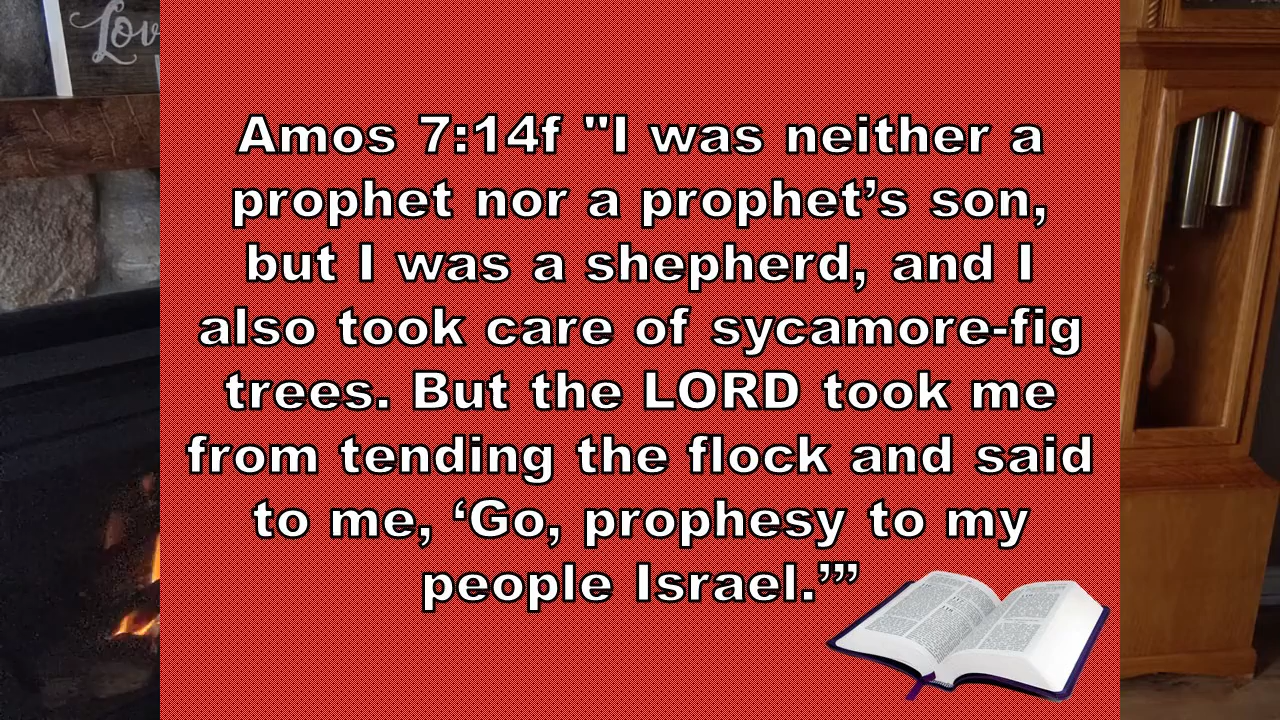 Lov
Amos 7:14f "I was neither a
prophet nor a prophet’s son,
but I was a shepherd, and I
also took care of sycamore-fig
trees. But the LORD took me
from tending the flock and said
to me, ‘Go, prophesy to my
people Israel.’”